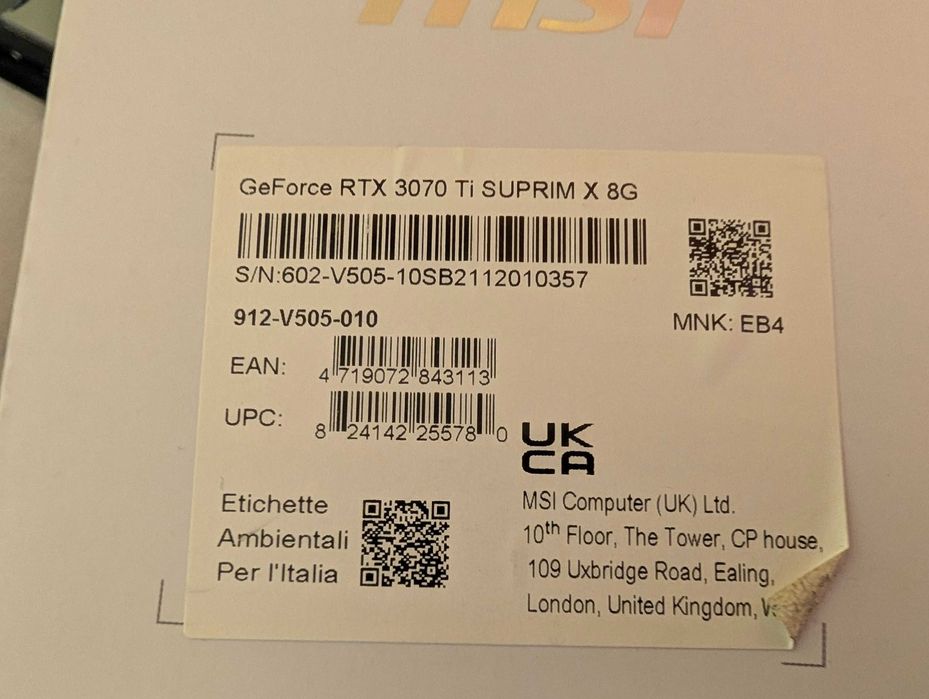 msi
GeForce RTX 3070 Ti SUPRIM X 8G
S/N:602-V505-10SB2112010357
912-V505-010
MNK: EB4
EAN:
4 719072 843113
UPC:
8 24142 25578 0
UK
CA
Etichette
Ambientali
Per l'Italia
MSI Computer (UK) Ltd.
10th Floor, The Tower, CP house,
109 Uxbridge Road, Ealing,
London, United Kingdom,